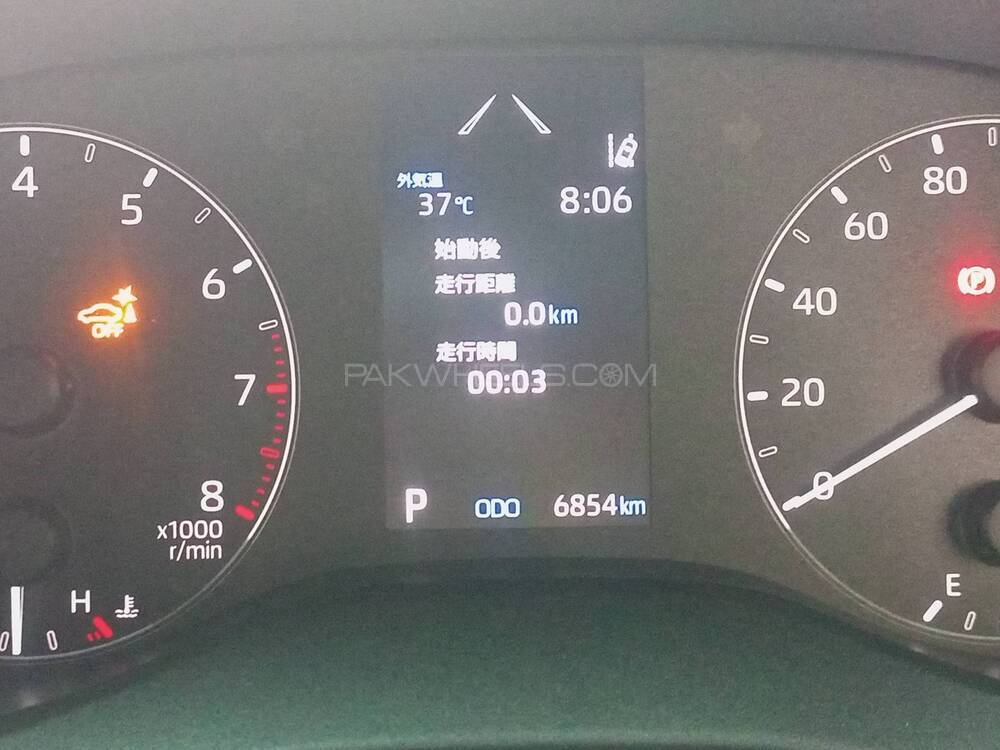 4
5
6
7
8
x1000
r/min
OFF
H
外気温
37℃
8:06
始動後
走行距離
0.0km
走行時間
00:03
PAKWHEELS.COM
P
ODO
6854km
80
60
40
20
0
P
E